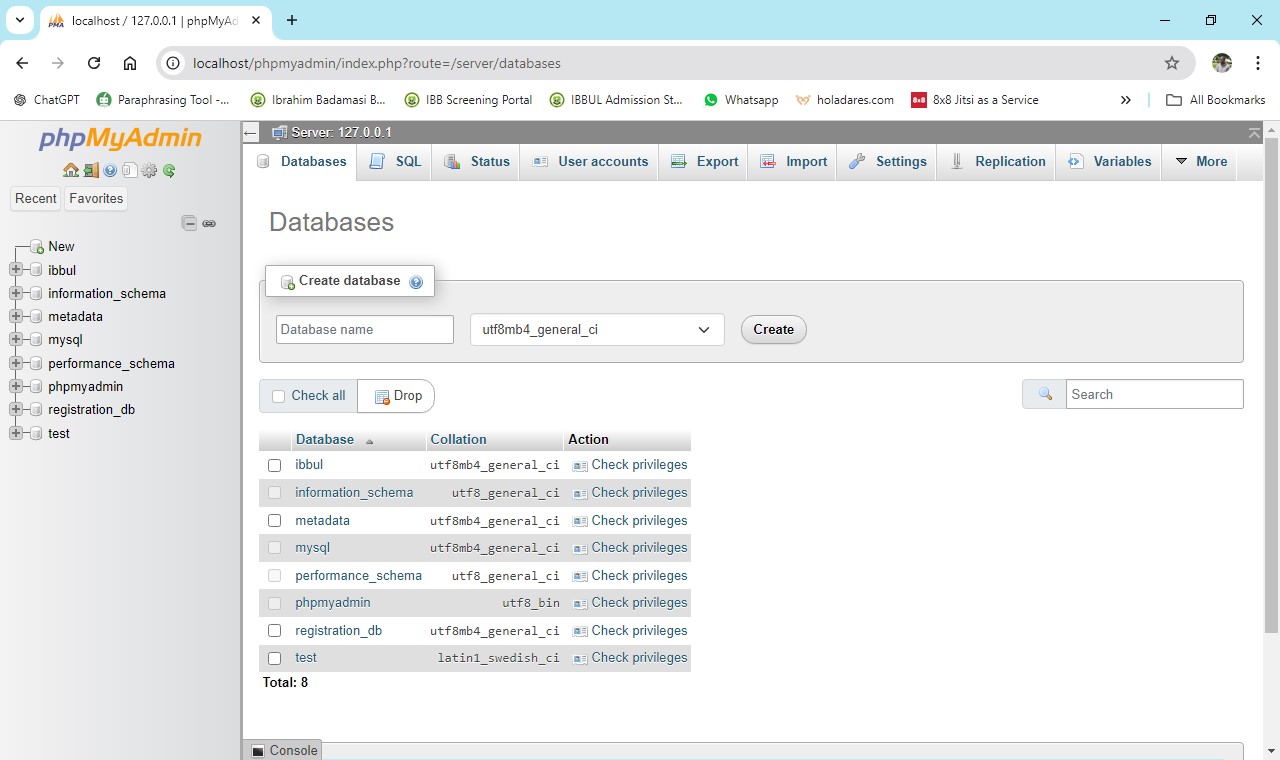 localhost / 127.0.0.1 | phpMyAd
localhost/phpmyadmin/index.php?route=/server/databases
ChatGPT Paraphrasing Tool -... Ibrahim Badamasi B... IBB Screening Portal IBBUL Admission St... Whatsapp holadares.com 8x8 Jitsi as a Service All Bookmarks
phpMyAdmin
Recent Favorites
New
ibbul
information_schema
metadata
mysql
performance_schema
phpmyadmin
registration_db
test
Server: 127.0.0.1
Databases SQL Status User accounts Export Import Settings Replication Variables More
Databases
Create database
Database name utf8mb4_general_ci Create
Check all Drop Search
Database Collation Action
ibbul utf8mb4_general_ci Check privileges
information_schema utf8_general_ci Check privileges
metadata utf8mb4_general_ci Check privileges
mysql utf8mb4_general_ci Check privileges
performance_schema utf8_general_ci Check privileges
phpmyadmin utf8_bin Check privileges
registration_db utf8mb4_general_ci Check privileges
test latin1_swedish_ci Check privileges
Total: 8
Console